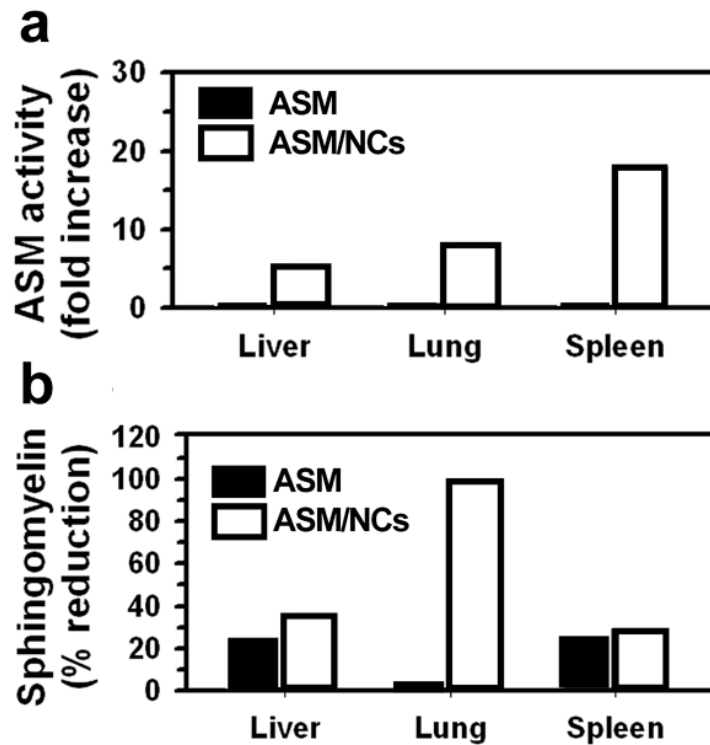 a
ASM activity
(fold increase)
30
20
10
0
ASM
ASM/NCs
Liver Lung Spleen
b
Sphingomyelin
(% reduction)
120
100
80
60
40
20
0
ASM
ASM/NCs
Liver Lung Spleen